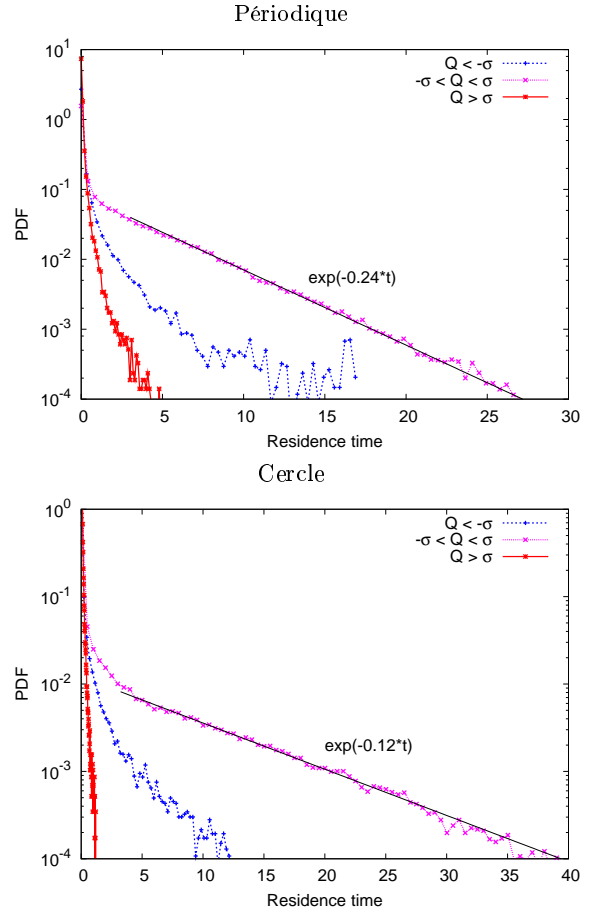 Périodique
10^1
10^0
10^-1
10^-2
10^-3
10^-4
PDF
Q < -σ
-σ < Q < σ
Q > σ
exp(-0.24*t)
0 5 10 15 20 25 30
Residence time
Cercle
10^0
10^-1
10^-2
10^-3
10^-4
PDF
Q < -σ
-σ < Q < σ
Q > σ
exp(-0.12*t)
0 5 10 15 20 25 30 35 40
Residence time